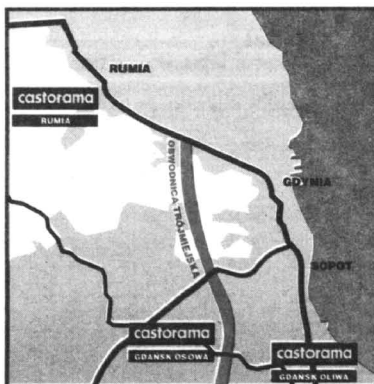 RUMIA
castorama
RUMIA
OBWODNICA TRÓJMIEJSKA
GDYNIA
SOPOT
castorama
GDAŃSK OSOWA
castorama
GDAŃSK OLIWA